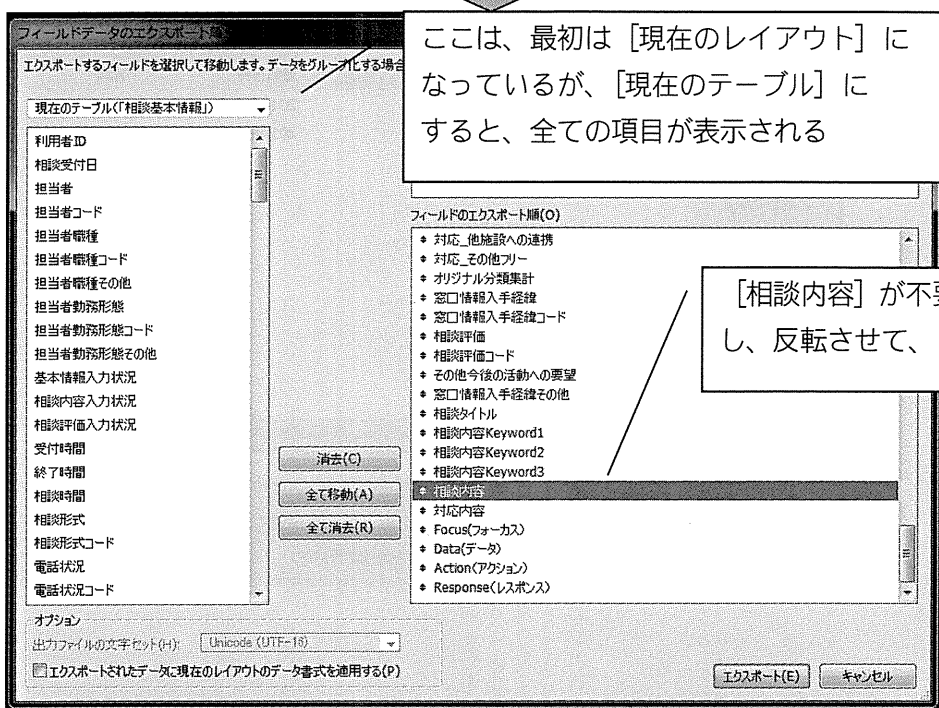 フィールドデータのエクスポート順
エクスポートするフィールドを選択して移動します。データをグループ化する場合
ここは、最初は［現在のレイアウト］に
なっているが、［現在のテーブル］に
すると、全ての項目が表示される
現在のテーブル(「相談基本情報」)
利用者ID
相談受付日
担当者
担当者コード
担当者職種
担当者職種コード
担当者職種その他
担当者勤務形態
担当者勤務形態コード
担当者勤務形態その他
基本情報入力状況
相談内容入力状況
相談評価入力状況
受付時間
終了時間
相談時間
相談形式
相談形式コード
電話状況
電話状況コード
消去(C)
全て移動(A)
全て消去(R)
フィールドのエクスポート順(O)
対応_他施設への連携
対応_その他フリー
オリジナル分類集計
窓口情報入手経緯
窓口情報入手経緯コード
相談評価
相談評価コード
その他今後の活動への要望
窓口情報入手経緯その他
相談タイトル
相談内容Keyword1
相談内容Keyword2
相談内容Keyword3
相談内容
対応内容
Focus(フォーカス)
Data(データ)
Action(アクション)
Response(レスポンス)
［相談内容］が不要
し、反転させて、
オプション
出力ファイルの文字セット(H):
Unicode (UTF-16)
エクスポートされたデータに現在のレイアウトのデータ書式を適用する(P)
エクスポート(E)
キャンセル